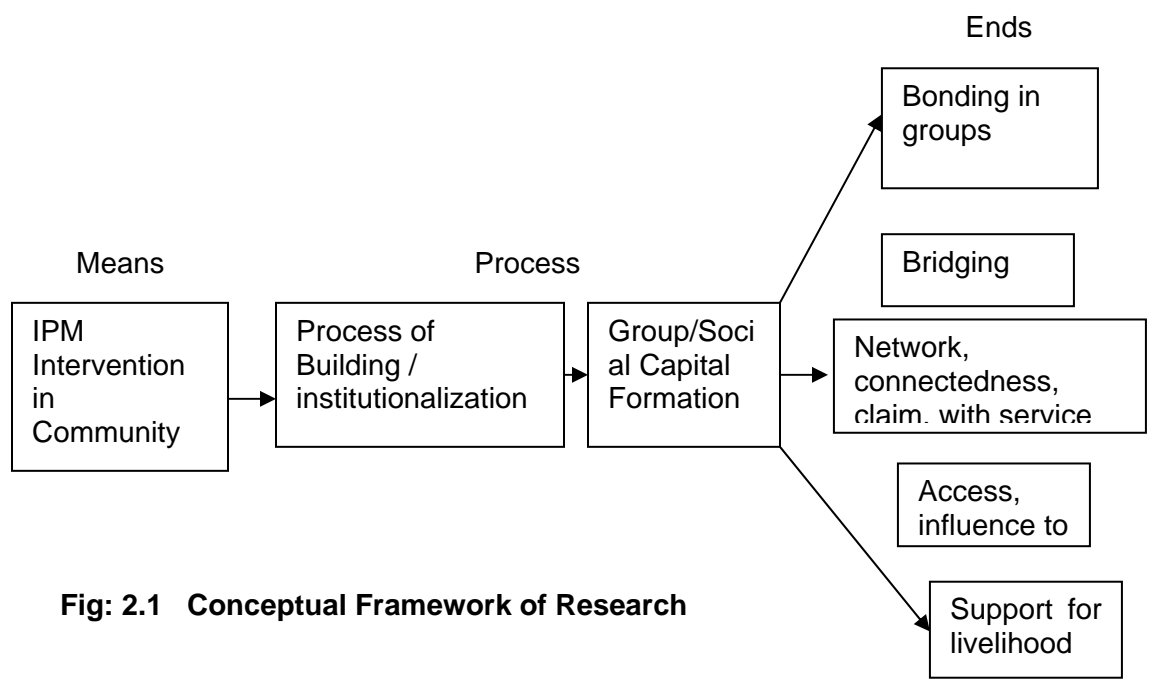 Ends
Bonding in
groups
Bridging
Means
Process
IPM
Intervention
in
Community
Process of
Building /
institutionalization
Group/Soci
al Capital
Formation
Network,
connectedness,
claim, with service
Access,
influence to
Support for
livelihood
Fig: 2.1 Conceptual Framework of Research